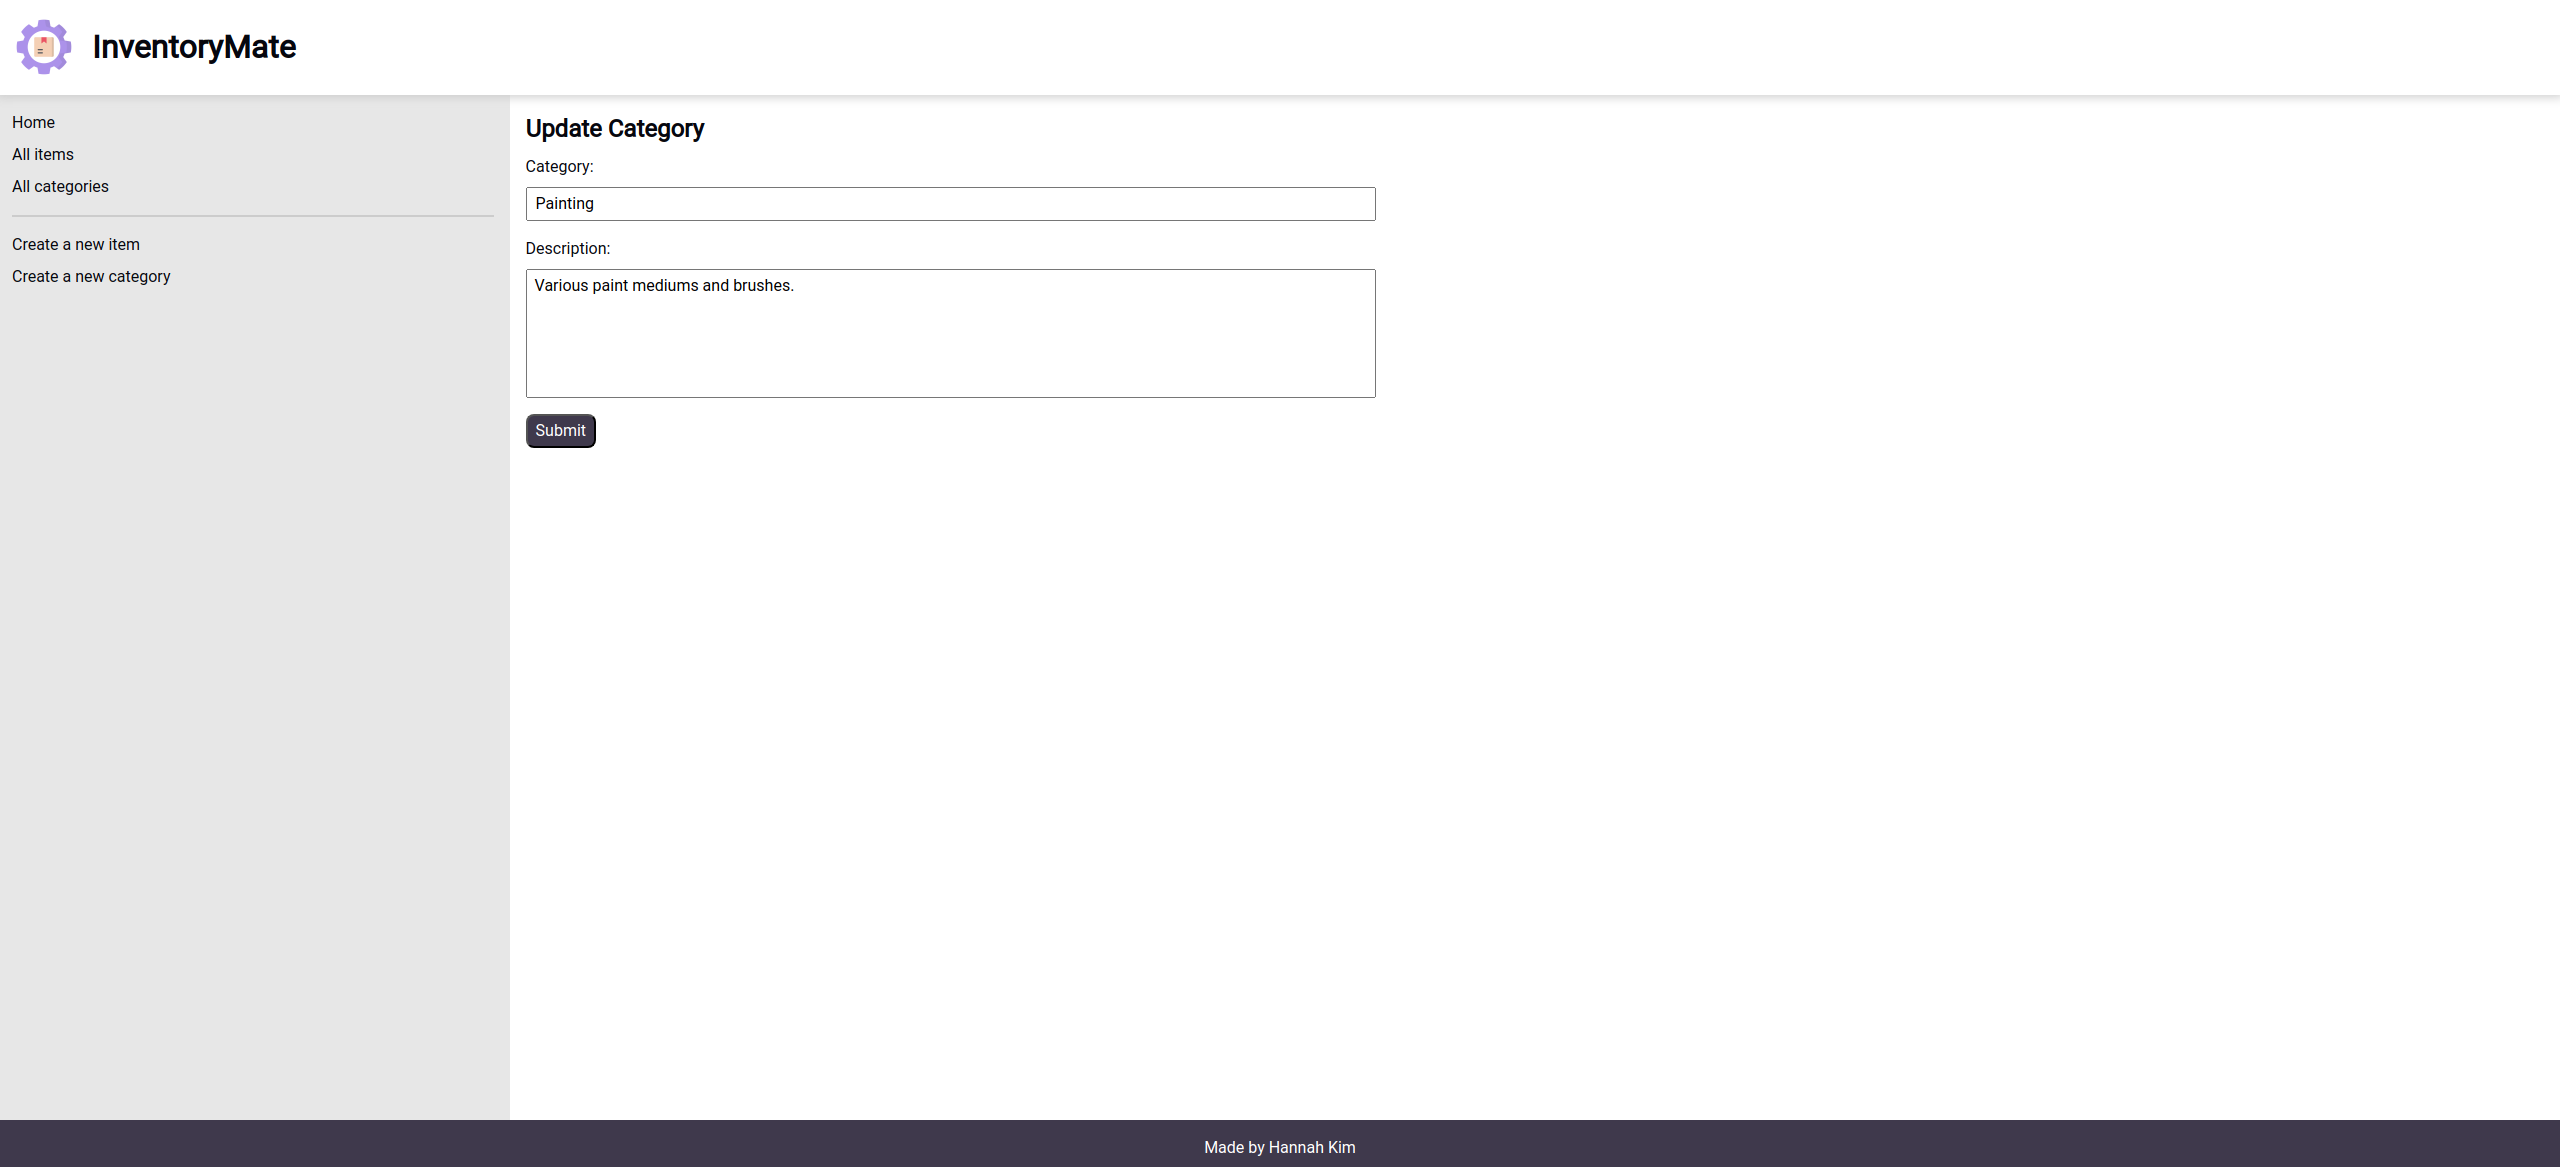 InventoryMate
Home
All items
All categories
Create a new item
Create a new category
Update Category
Category:
Painting
Description:
Various paint mediums and brushes.
Submit
Made by Hannah Kim